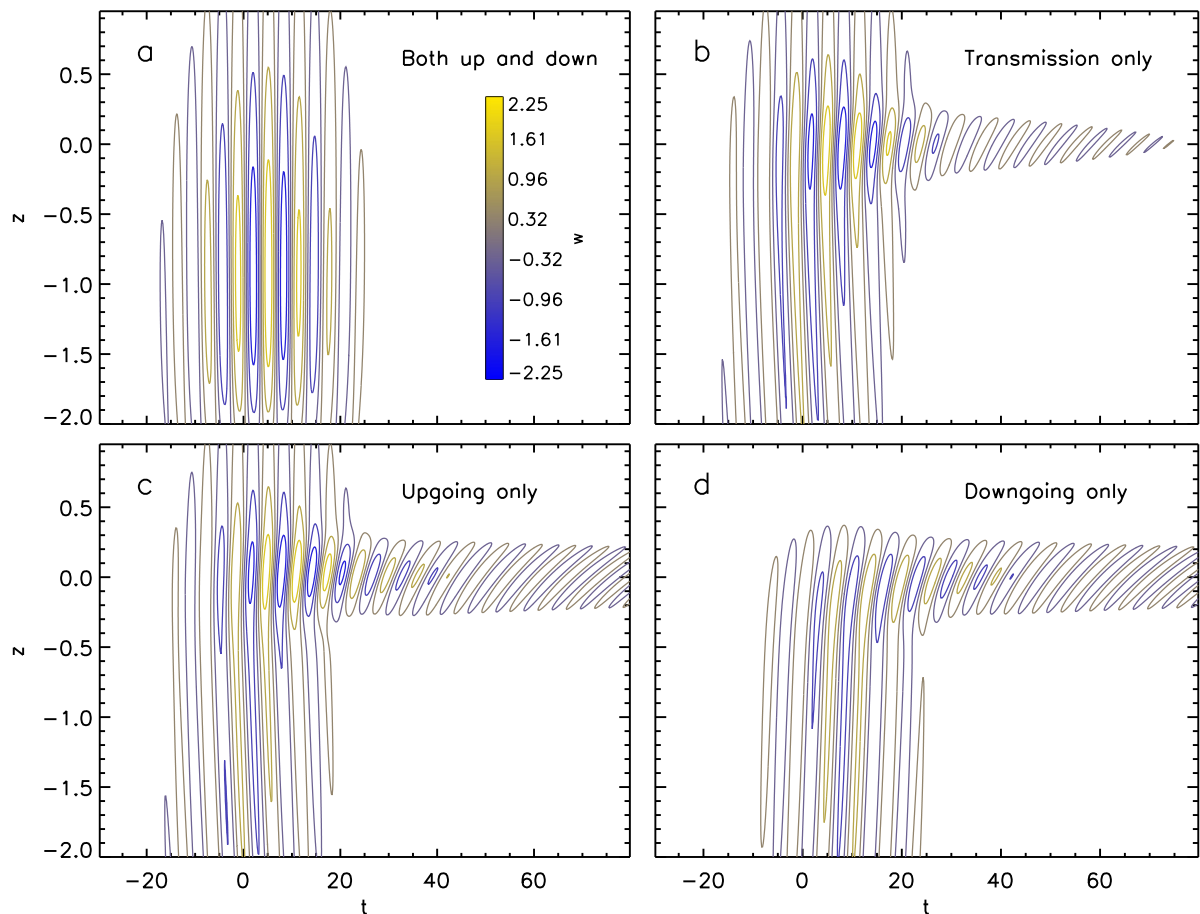 a
Both up and down
2.25
1.61
0.96
0.32
−0.32
−0.96
−1.61
−2.25
w
b
Transmission only
0.5
0.0
−0.5
−1.0
−1.5
−2.0
z
c
Upgoing only
d
Downgoing only
0.5
0.0
−0.5
−1.0
−1.5
−2.0
z
−20 0 20 40 60
t
−20 0 20 40 60
t